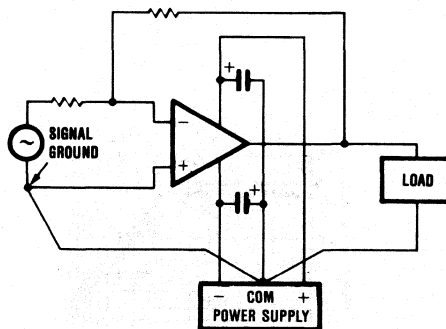 +
SIGNAL
GROUND
−
+
+
LOAD
− COM +
POWER SUPPLY